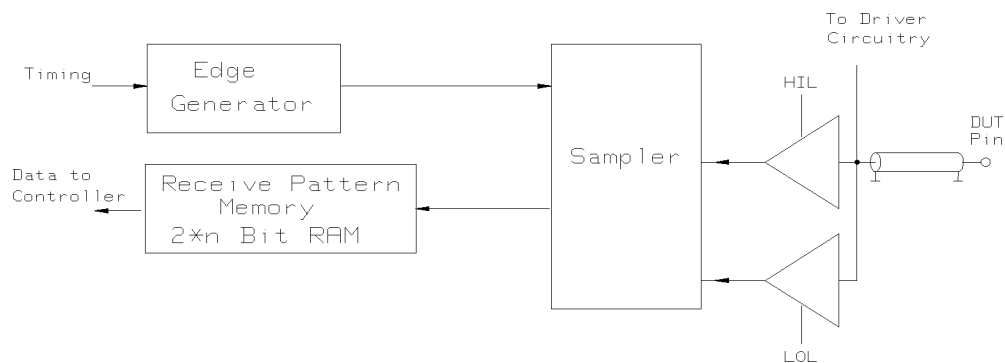 To Driver
Circuitry
Timing
Edge
Generator
HIL
DUT
Pin
Sampler
Data to
Controller
Receive Pattern
Memory
2*n Bit RAM
LOL